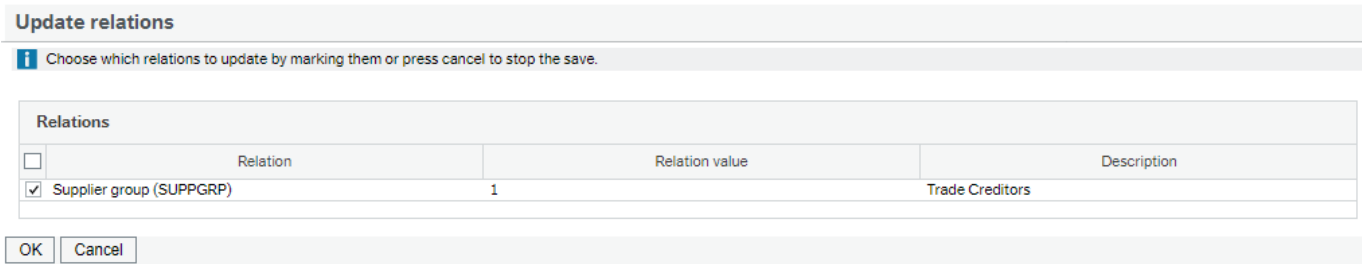 Update relations
Choose which relations to update by marking them or press cancel to stop the save.
Relations
Relation Relation value Description
Supplier group (SUPPGRP) 1 Trade Creditors
OK Cancel